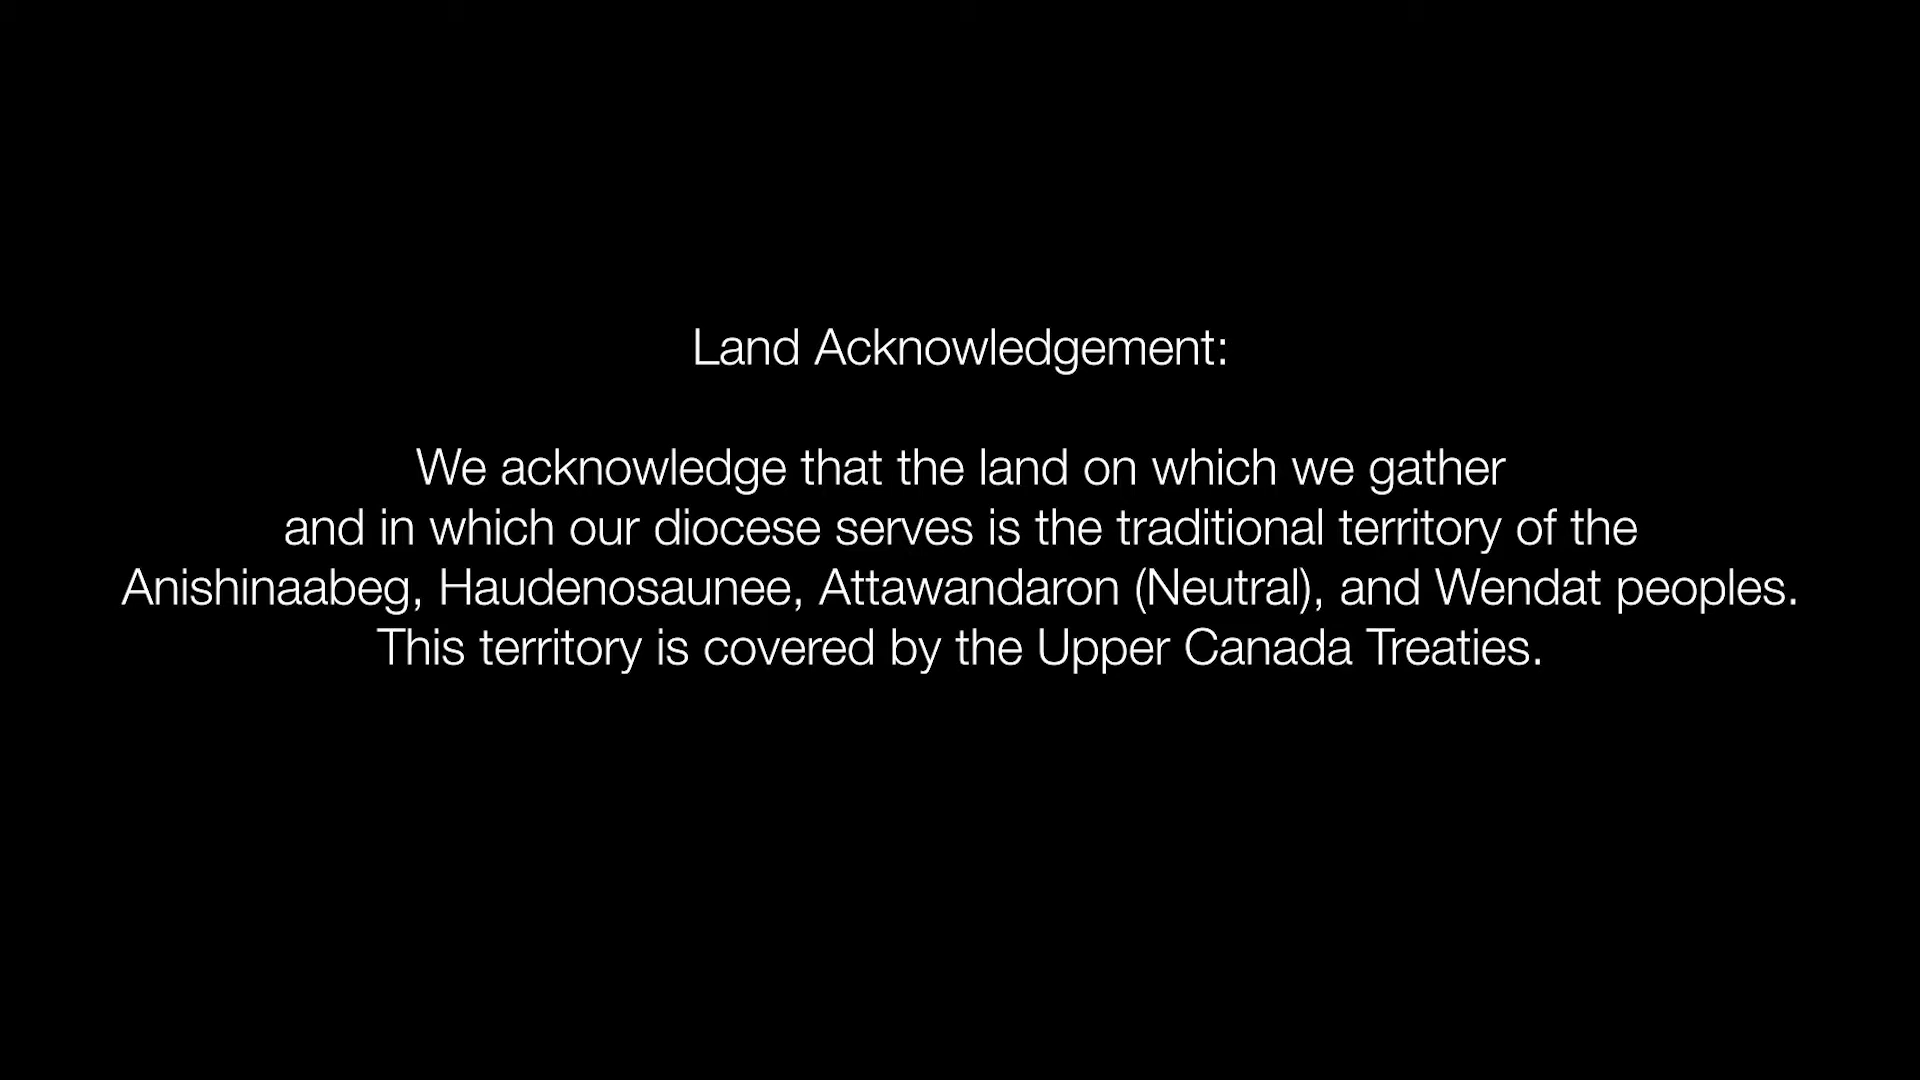 Land Acknowledgement:
We acknowledge that the land on which we gather
and in which our diocese serves is the traditional territory of the
Anishinaabeg, Haudenosaunee, Attawandaron (Neutral), and Wendat peoples.
This territory is covered by the Upper Canada Treaties.